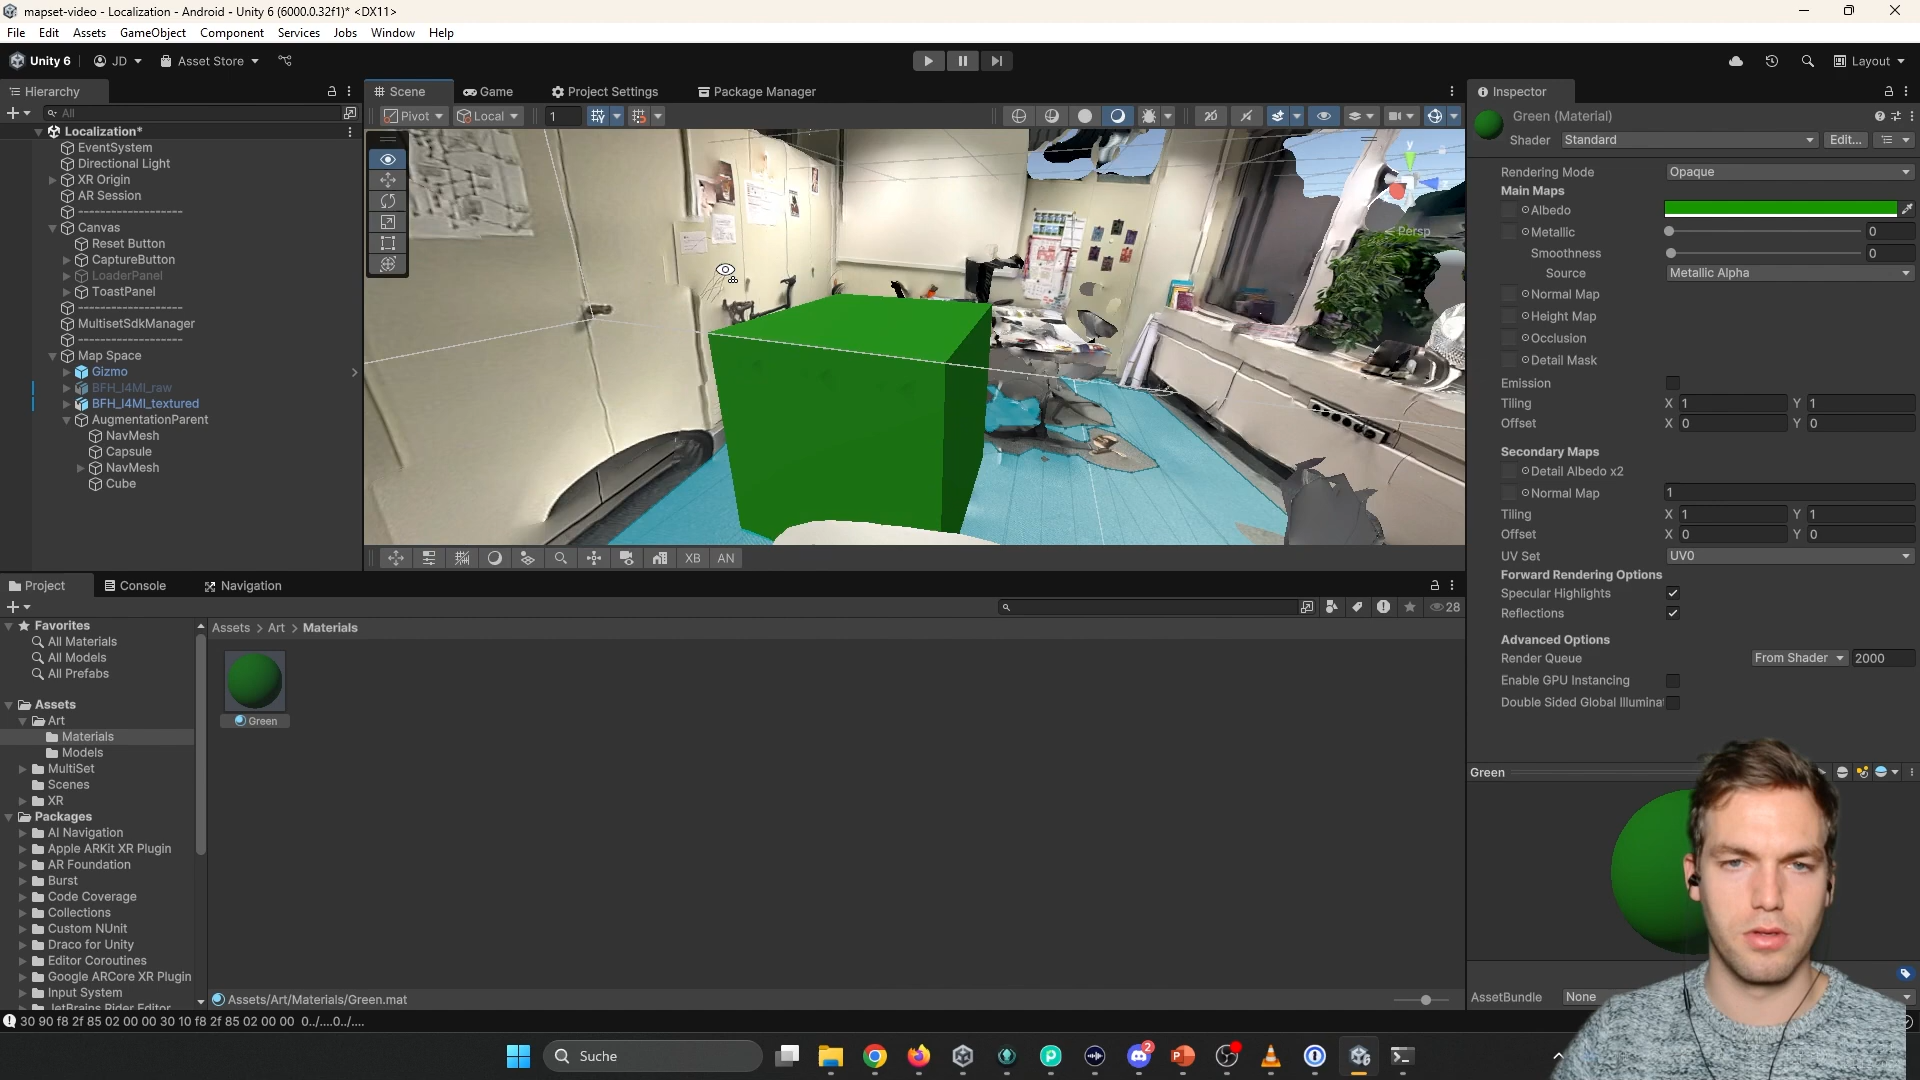 mapset-video - Localization - Android - Unity 6 (6000.0.32f1)* <DX11>
File Edit Assets GameObject Component Services Jobs Window Help
Unity 6 JD Asset Store Layout
Hierarchy
All
Localization*
EventSystem
Directional Light
XR Origin
AR Session
-------------------
Canvas
Reset Button
CaptureButton
LoaderPanel
ToastPanel
-------------------
MultisetSdkManager
-------------------
Map Space
Gizmo
BFH_I4MI_raw
BFH_I4MI_textured
AugmentationParent
NavMesh
Capsule
NavMesh
Cube
Scene Game Project Settings Package Manager
Pivot Local 1 2D
y
< Persp
XB AN
Inspector
Green (Material)
Shader Standard Edit...
Rendering Mode Opaque
Main Maps
Albedo
Metallic 0
Smoothness 0
Source Metallic Alpha
Normal Map
Height Map
Occlusion
Detail Mask
Emission
Tiling X 1 Y 1
Offset X 0 Y 0
Secondary Maps
Detail Albedo x2
Normal Map 1
Tiling X 1 Y 1
Offset X 0 Y 0
UV Set UV0
Forward Rendering Options
Specular Highlights
Reflections
Advanced Options
Render Queue From Shader 2000
Enable GPU Instancing
Double Sided Global Illumina
Green
AssetBundle None
Project Console Navigation
28
Favorites
All Materials
All Models
All Prefabs
Assets
Art
Materials
Models
MultiSet
Scenes
XR
Packages
AI Navigation
Apple ARKit XR Plugin
AR Foundation
Burst
Code Coverage
Collections
Custom NUnit
Draco for Unity
Editor Coroutines
Google ARCore XR Plugin
Input System
JetBrains Rider Editor
Assets > Art > Materials
Green
Assets/Art/Materials/Green.mat
30 90 f8 2f 85 02 00 00 30 10 f8 2f 85 02 00 00 0../....0../....
Suche
2